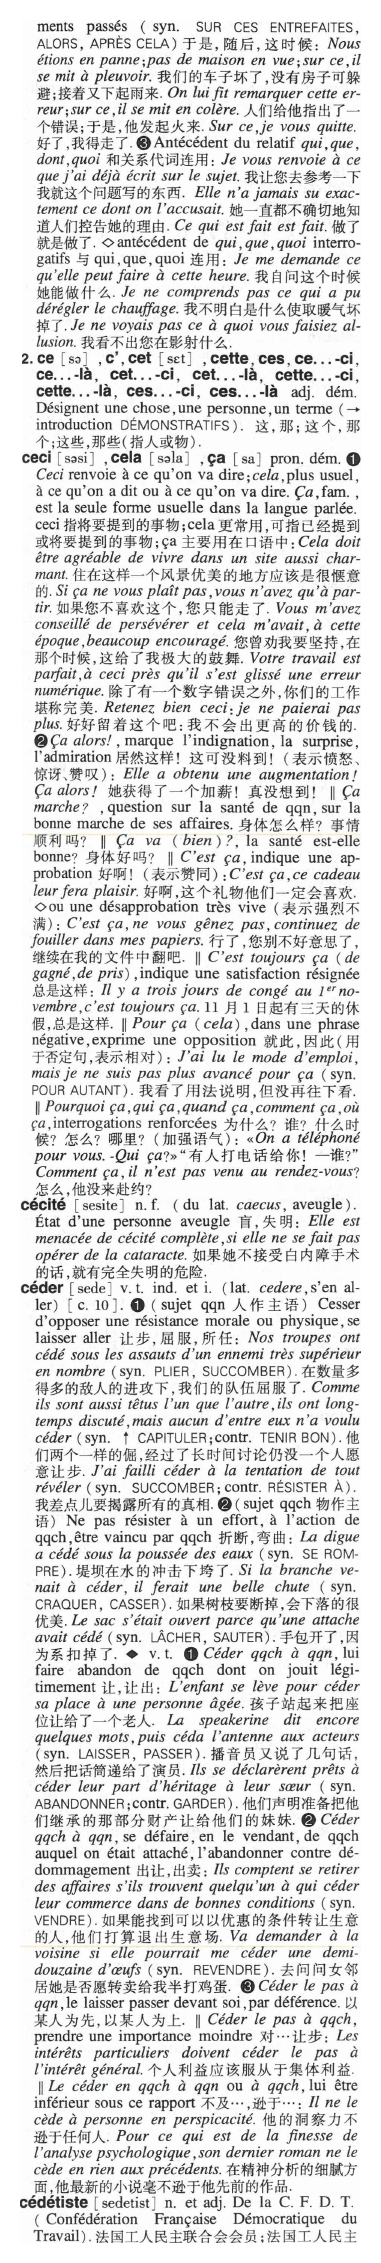 ments passés ( syn. SUR CES ENTREFAITES,
ALORS, APRÈS CELA) 于是, 随后, 这时候: Nous
étions en panne;pas de maison en vue;sur ce,il
se mit à pleuvoir. 我们的车子坏了,没有房子可躲
避;接着又下起雨来. On lui fit remarquer cette er-
reur;sur ce,il se mit en colère. 人们给他指出了一
个错误;于是,他发起火来. Sur ce,je vous quitte.
好了,我得走了.❸Antécédent du relatif qui,que,
dont,quoi 和关系代词连用: Je vous renvoie à ce
que j'ai déjà écrit sur le sujet. 我让您去参考一下
我就这个问题写的东西. Elle n'a jamais su exac-
tement ce dont on l'accusait. 她一直都不确切地知
道人们控告她的理由. Ce qui est fait est fait. 做了
就是做了. ◇antécédent de qui,que,quoi interro-
gatifs 与 qui,que,quoi 连用: Je me demande ce
qu'elle peut faire à cette heure. 我自问这个时候
她能做什么. Je ne comprends pas ce qui a pu
dérégler le chauffage. 我不明白是什么使取暖气坏
掉了. Je ne voyais pas ce à quoi vous faisiez al-
lusion. 我看不出您在影射什么.
2. ce [sə] , c', cet [sɛt] , cette, ces, ce...-ci,
ce...-là, cet...-ci, cet...-là, cette...-ci,
cette...-là, ces...-ci, ces...-là adj. dém.
Désignent une chose,une personne,un terme (→
introduction DÉMONSTRATIFS). 这,那;这个,那
个;这些,那些(指人或物).
ceci [səsi] ,cela [səla] ,ça [sa] pron. dém. ❶
Ceci renvoie à ce qu'on va dire;cela,plus usuel,
à ce qu'on a dit ou à ce qu'on va dire. Ça,fam. ,
est la seule forme usuelle dans la langue parlée.
ceci 指将要提到的事物;cela 更常用,可指已经提到
或将要提到的事物;ça 主要用在口语中: Cela doit
être agréable de vivre dans un site aussi char-
mant. 住在这样一个风景优美的地方应该是很惬意
的. Si ça ne vous plaît pas,vous n'avez qu'à par-
tir. 如果您不喜欢这个,您只能走了. Vous m'avez
conseillé de persévérer et cela m'avait,à cette
époque,beaucoup encouragé. 您曾劝我要坚持,在
那个时候,这给了我极大的鼓舞. Votre travail est
parfait,à ceci près qu'il s'est glissé une erreur
numérique. 除了有一个数字错误之外,你们的工作
堪称完美. Retenez bien ceci:je ne paierai pas
plus. 好好留着这个吧:我不会出更高的价钱的.
❷Ça alors!, marque l'indignation, la surprise,
l'admiration 居然这样! 这可没料到! (表示愤怒、
惊讶、赞叹): Elle a obtenu une augmentation!
Ça alors! 她获得了一个加薪! 真没想到! ‖ Ça
marche? ,question sur la santé de qqn, sur la
bonne marche de ses affaires. 身体怎么样? 事情
顺利吗? ‖ Ça va (bien)?, la santé est-elle
bonne? 身体好吗? ‖ C'est ça,indique une ap-
probation 好啊! (表示赞同):C'est ça,ce cadeau
leur fera plaisir. 好啊,这个礼物他们一定会喜欢.
◇ou une désapprobation très vive (表示强烈不
满): C'est ça,ne vous gênez pas,continuez de
fouiller dans mes papiers. 行了,您别不好意思了,
继续在我的文件中翻吧. ‖ C'est toujours ça (de
gagné,de pris),indique une satisfaction résignée
总是这样: Il y a trois jours de congé au 1er no-
vembre,c'est toujours ça. 11 月 1 日起有三天的休
假,总是这样. ‖ Pour ça (cela),dans une phrase
négative,exprime une opposition 就此,因此(用
于否定句,表示相对): J'ai lu le mode d'emploi,
mais je ne suis pas plus avancé pour ça (syn.
POUR AUTANT). 我看了用法说明,但没再往下看.
‖ Pourquoi ça,qui ça,quand ça,comment ça,où
ça,interrogations renforcées 为什么? 谁? 什么时
候? 怎么? 哪里? (加强语气): «On a téléphoné
pour vous. -Qui ça?»“有人打电话给你! —谁?”
Comment ça, il n'est pas venu au rendez-vous?
怎么,他没来赴约?
cécité [sesite] n. f. (du lat. caecus, aveugle).
État d'une personne aveugle 盲,失明: Elle est
menacée de cécité complète,si elle ne se fait pas
opérer de la cataracte. 如果她不接受白内障手术
的话,就有完全失明的危险.
céder [sede] v. t. ind. et i. (lat. cedere,s'en al-
ler) [c. 10]. ❶ (sujet qqn 人作主语) Cesser
d'opposer une résistance morale ou physique,se
laisser aller 让步,屈服,所任: Nos troupes ont
cédé sous les assauts d'un ennemi très supérieur
en nombre (syn. PLIER, SUCCOMBER). 在数量多
得多的敌人的进攻下,我们的队伍屈服了. Comme
ils sont aussi têtus l'un que l'autre,ils ont long-
temps discuté,mais aucun d'entre eux n'a voulu
céder (syn. ↑ CAPITULER;contr. TENIR BON). 他
们两个一样的倔,经过了长时间讨论仍没一个人愿
意让步. J'ai failli céder à la tentation de tout
révéler (syn. SUCCOMBER; contr. RÉSISTER À).
我差点儿要揭露所有的真相. ❷(sujet qqch 物作主
语) Ne pas résister à un effort, à l'action de
qqch,être vaincu par qqch 折断,弯曲: La digue
a cédé sous la poussée des eaux (syn. SE ROM-
PRE). 堤坝在水的冲击下垮了. Si la branche ve-
nait à céder, il ferait une belle chute (syn.
CRAQUER, CASSER). 如果树枝要断掉,会下落的很
优美. Le sac s'était ouvert parce qu'une attache
avait cédé (syn. LÂCHER, SAUTER). 手包开了,因
为系扣掉了. ◆ v. t. ❶ Céder qqch à qqn, lui
faire abandon de qqch dont on jouit légi-
timement 让,让出: L'enfant se lève pour céder
sa place à une personne âgée. 孩子站起来把座
位让给了一个老人. La speakerine dit encore
quelques mots,puis céda l'antenne aux acteurs
(syn. LAISSER, PASSER). 播音员又说了几句话,
然后把话筒递给了演员. Ils se déclarèrent prêts à
céder leur part d'héritage à leur sœur (syn.
ABANDONNER;contr. GARDER). 他们声明准备把他
们继承的那部分财产让给他们的妹妹. ❷ Céder
qqch à qqn, se défaire, en le vendant, de qqch
auquel on était attaché, l'abandonner contre dé-
dommagement 出让,出卖: Ils comptent se retirer
des affaires s'ils trouvent quelqu'un à qui céder
leur commerce dans de bonnes conditions (syn.
VENDRE). 如果能找到可以以优惠的条件转让生意
的人,他们打算退出生意场. Va demander à la
voisine si elle pourrait me céder une demi-
douzaine d'œufs (syn. REVENDRE). 去问问女邻
居她是否愿转卖给我半打鸡蛋. ❸Céder le pas à
qqn,le laisser passer devant soi,par déférence. 以
某人为先,以某人为上. ‖ Céder le pas à qqch,
prendre une importance moindre 对…让步: Les
intérêts particuliers doivent céder le pas à
l'intérêt général. 个人利益应该服从于集体利益.
‖ Le céder en qqch à qqn ou à qqch, lui être
inférieur sous ce rapport 不及…,逊于…: Il ne le
cède à personne en perspicacité. 他的洞察力不
逊于任何人. Pour ce qui est de la finesse de
l'analyse psychologique,son dernier roman ne le
cède en rien aux précédents. 在精神分析的细腻方
面,他最新的小说毫不逊于他先前的作品.
cédétiste [sedetist] n. et adj. De la C. F. D. T.
( Confédération Française Démocratique du
Travail). 法国工人民主联合会会员;法国工人民主